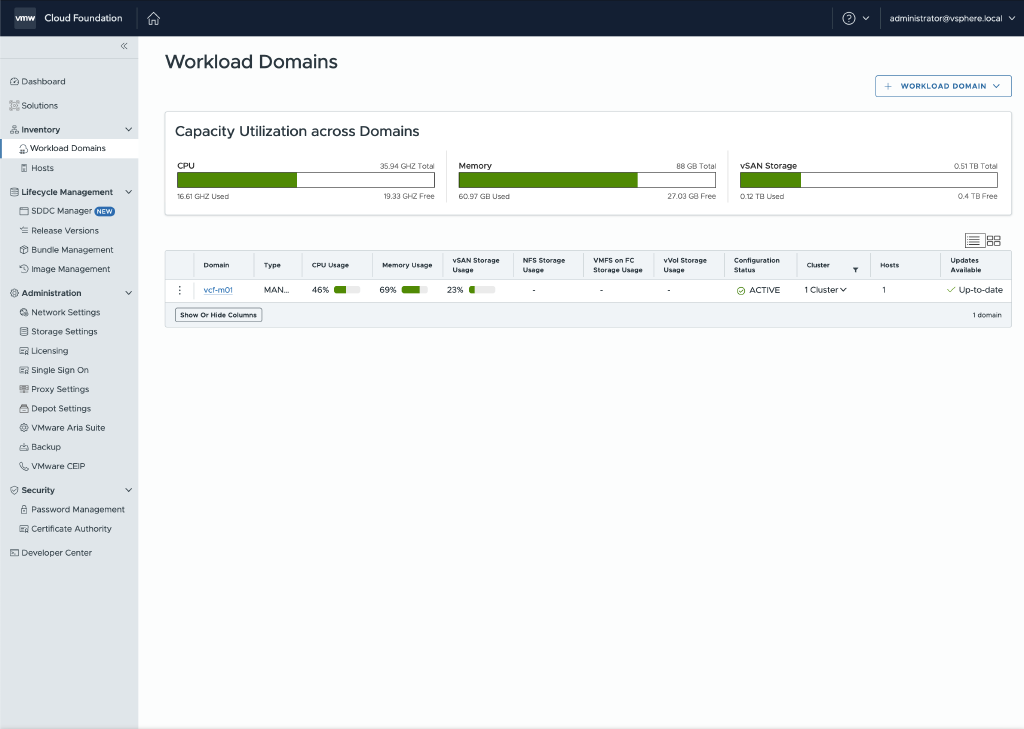 vmw Cloud Foundation
administrator@vsphere.local
Dashboard
Solutions
Inventory
Workload Domains
Hosts
Lifecycle Management
SDDC Manager NEW
Release Versions
Bundle Management
Image Management
Administration
Network Settings
Storage Settings
Licensing
Single Sign On
Proxy Settings
Depot Settings
VMware Aria Suite
Backup
VMware CEIP
Security
Password Management
Certificate Authority
Developer Center
Workload Domains
+ WORKLOAD DOMAIN
Capacity Utilization across Domains
CPU 35.94 GHZ Total
16.61 GHZ Used 19.33 GHZ Free
Memory 88 GB Total
60.97 GB Used 27.03 GB Free
vSAN Storage 0.51 TB Total
0.12 TB Used 0.4 TB Free
Domain
Type
CPU Usage
Memory Usage
vSAN Storage
Usage
NFS Storage
Usage
VMFS on FC
Storage Usage
vVol Storage
Usage
Configuration
Status
Cluster
Hosts
Updates
Available
vcf-m01 MAN... 46% 69% 23% - - - ACTIVE 1 Cluster 1 Up-to-date
Show Or Hide Columns 1 domain